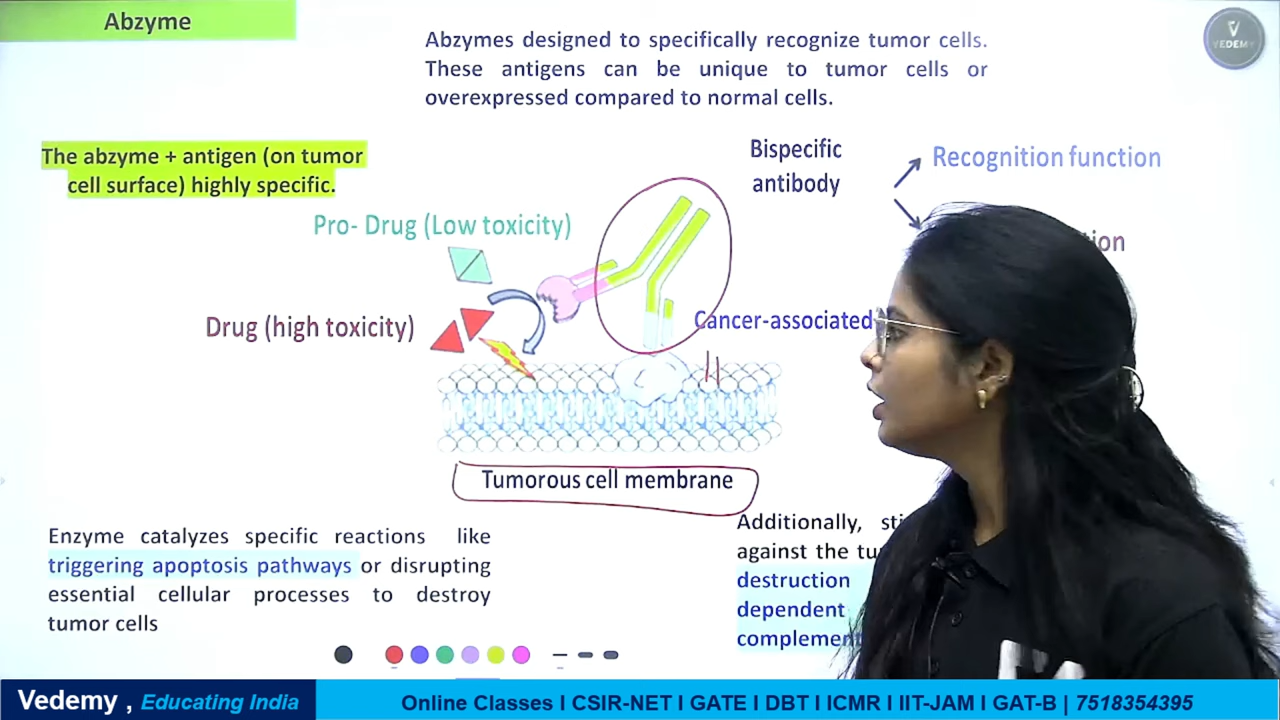 Abzyme
VEDEMY
Abzymes designed to specifically recognize tumor cells.
These antigens can be unique to tumor cells or
overexpressed compared to normal cells.
The abzyme + antigen (on tumor
cell surface) highly specific.
Bispecific
antibody
Recognition function
Pro- Drug (Low toxicity)
Drug (high toxicity)
Cancer-associated
Tumorous cell membrane
Enzyme catalyzes specific reactions like
triggering apoptosis pathways or disrupting
essential cellular processes to destroy
tumor cells
Additionally,
against the
destruction
dependent
Vedemy , Educating India
Online Classes I CSIR-NET I GATE I DBT I ICMR I IIT-JAM I GAT-B | 7518354395